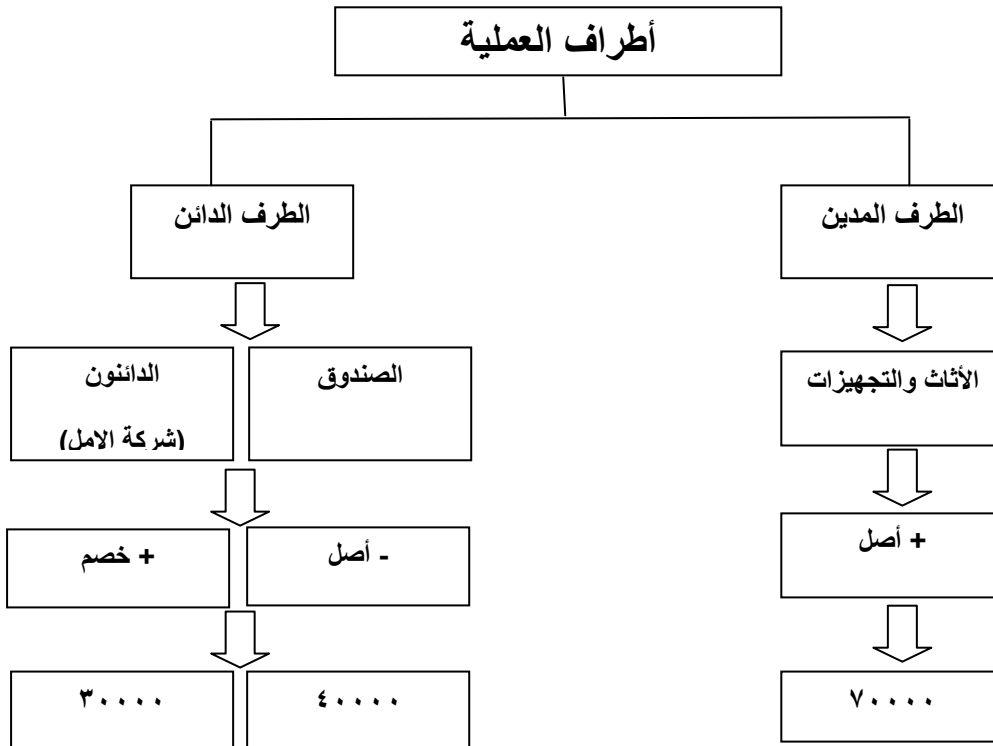 أطراف العملية
الطرف المدين
الطرف الدائن
الأثاث والتجهيزات
الصندوق
الدائنون
(شركة الامل)
+ أصل
- أصل
+ خصم
٧٠٠٠٠
٤٠٠٠٠
٣٠٠٠٠